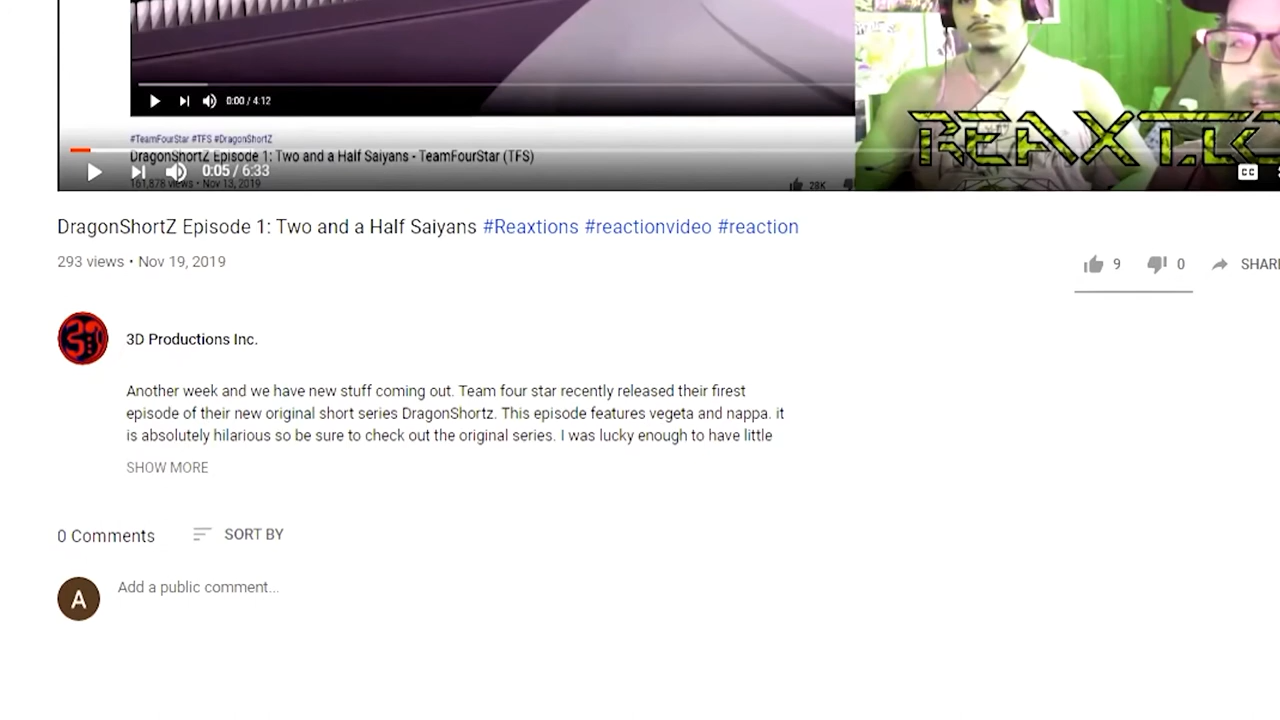 0:00 / 4:12
#TeamFourStar #TFS #DragonShortZ
DragonShortZ Episode 1: Two and a Half Saiyans - TeamFourStar (TFS)
0:05 / 6:33
161,878 views • Nov 13, 2019
28K
CC
DragonShortZ Episode 1: Two and a Half Saiyans #Reaxtions #reactionvideo #reaction
293 views • Nov 19, 2019
9
0
SHARE
3D Productions Inc.
Another week and we have new stuff coming out. Team four star recently released their firest
episode of their new original short series DragonShortz. This episode features vegeta and nappa. it
is absolutely hilarious so be sure to check out the original series. I was lucky enough to have little
SHOW MORE
0 Comments
SORT BY
A
Add a public comment...